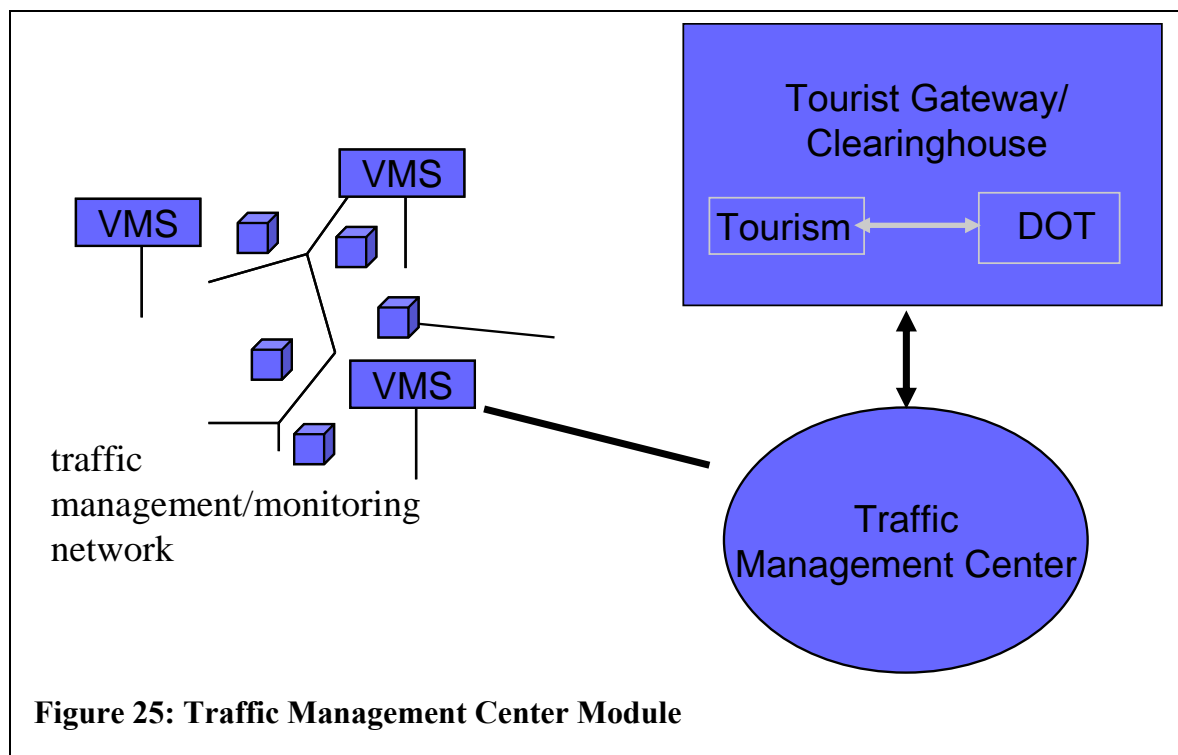 Tourist Gateway/
Clearinghouse
Tourism
DOT
VMS
VMS
VMS
traffic
management/monitoring
network
Traffic
Management Center
Figure 25: Traffic Management Center Module